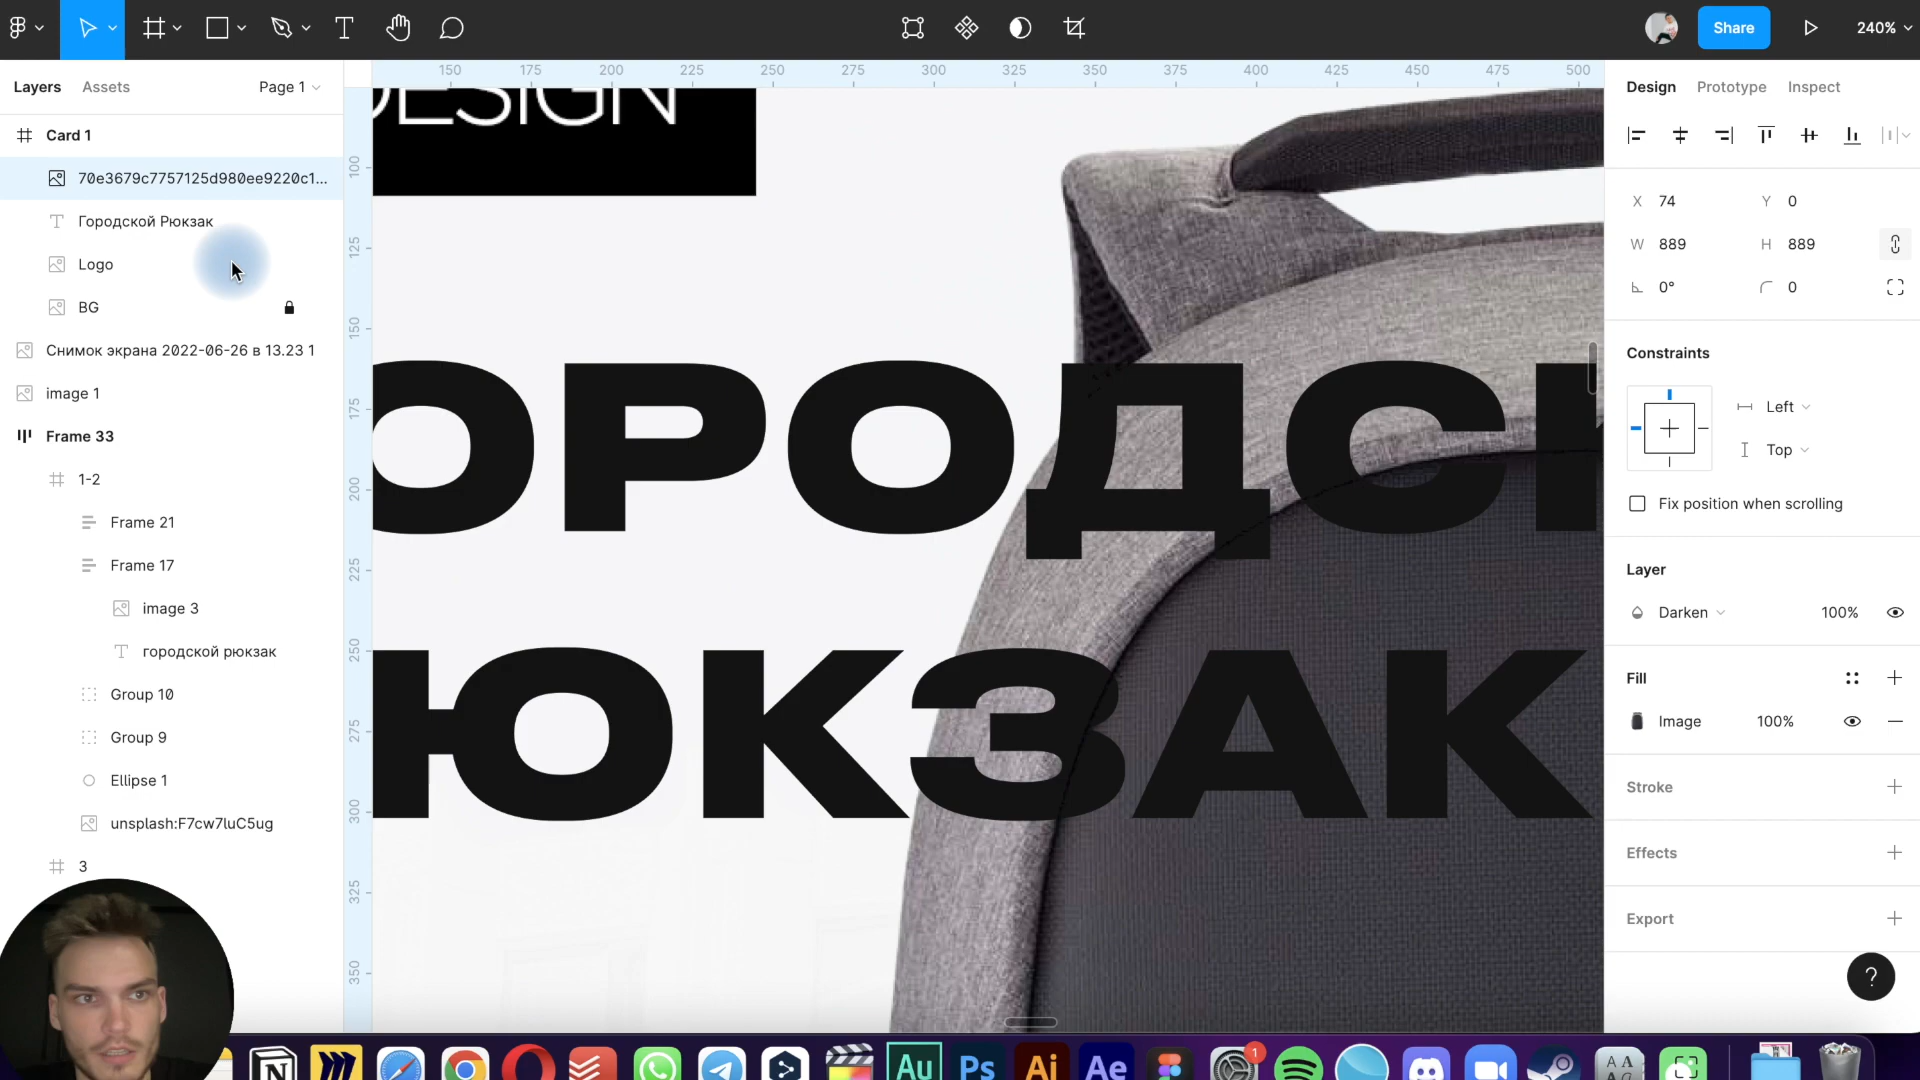 Share
240%
Layers
Assets
Page 1
Card 1
70e3679c7757125d980ee9220c1...
Городской Рюкзак
Logo
BG
Снимок экрана 2022-06-26 в 13.23 1
image 1
Frame 33
1-2
Frame 21
Frame 17
image 3
городской рюкзак
Group 10
Group 9
Ellipse 1
unsplash:F7cw7luC5ug
3
150 175 200 225 250 275 300 325 350 375 400 425 450 475 500
100
125
150
175
200
225
250
275
300
325
350
DESIGN
ОРОДСК
ЮКЗАК
Design
Prototype
Inspect
X 74
Y 0
W 889
H 889
0°
0
Constraints
Left
Top
Fix position when scrolling
Layer
Darken
100%
Fill
Image
100%
Stroke
Effects
Export
?
Au
Ps
Ai
Ae
1
A A